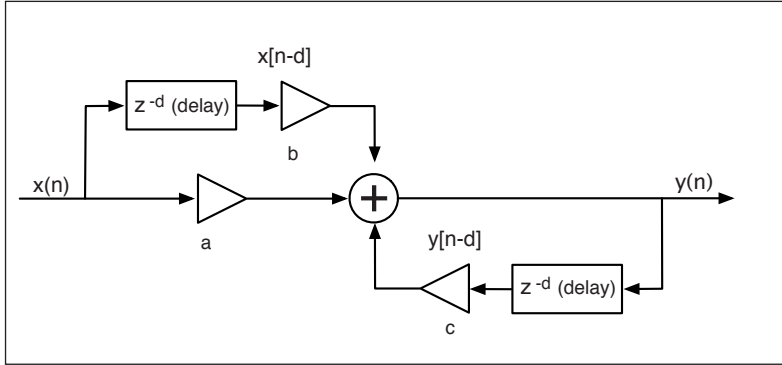 x[n-d]
z -d (delay)
b
x(n)
a
+
y(n)
y[n-d]
z -d (delay)
c